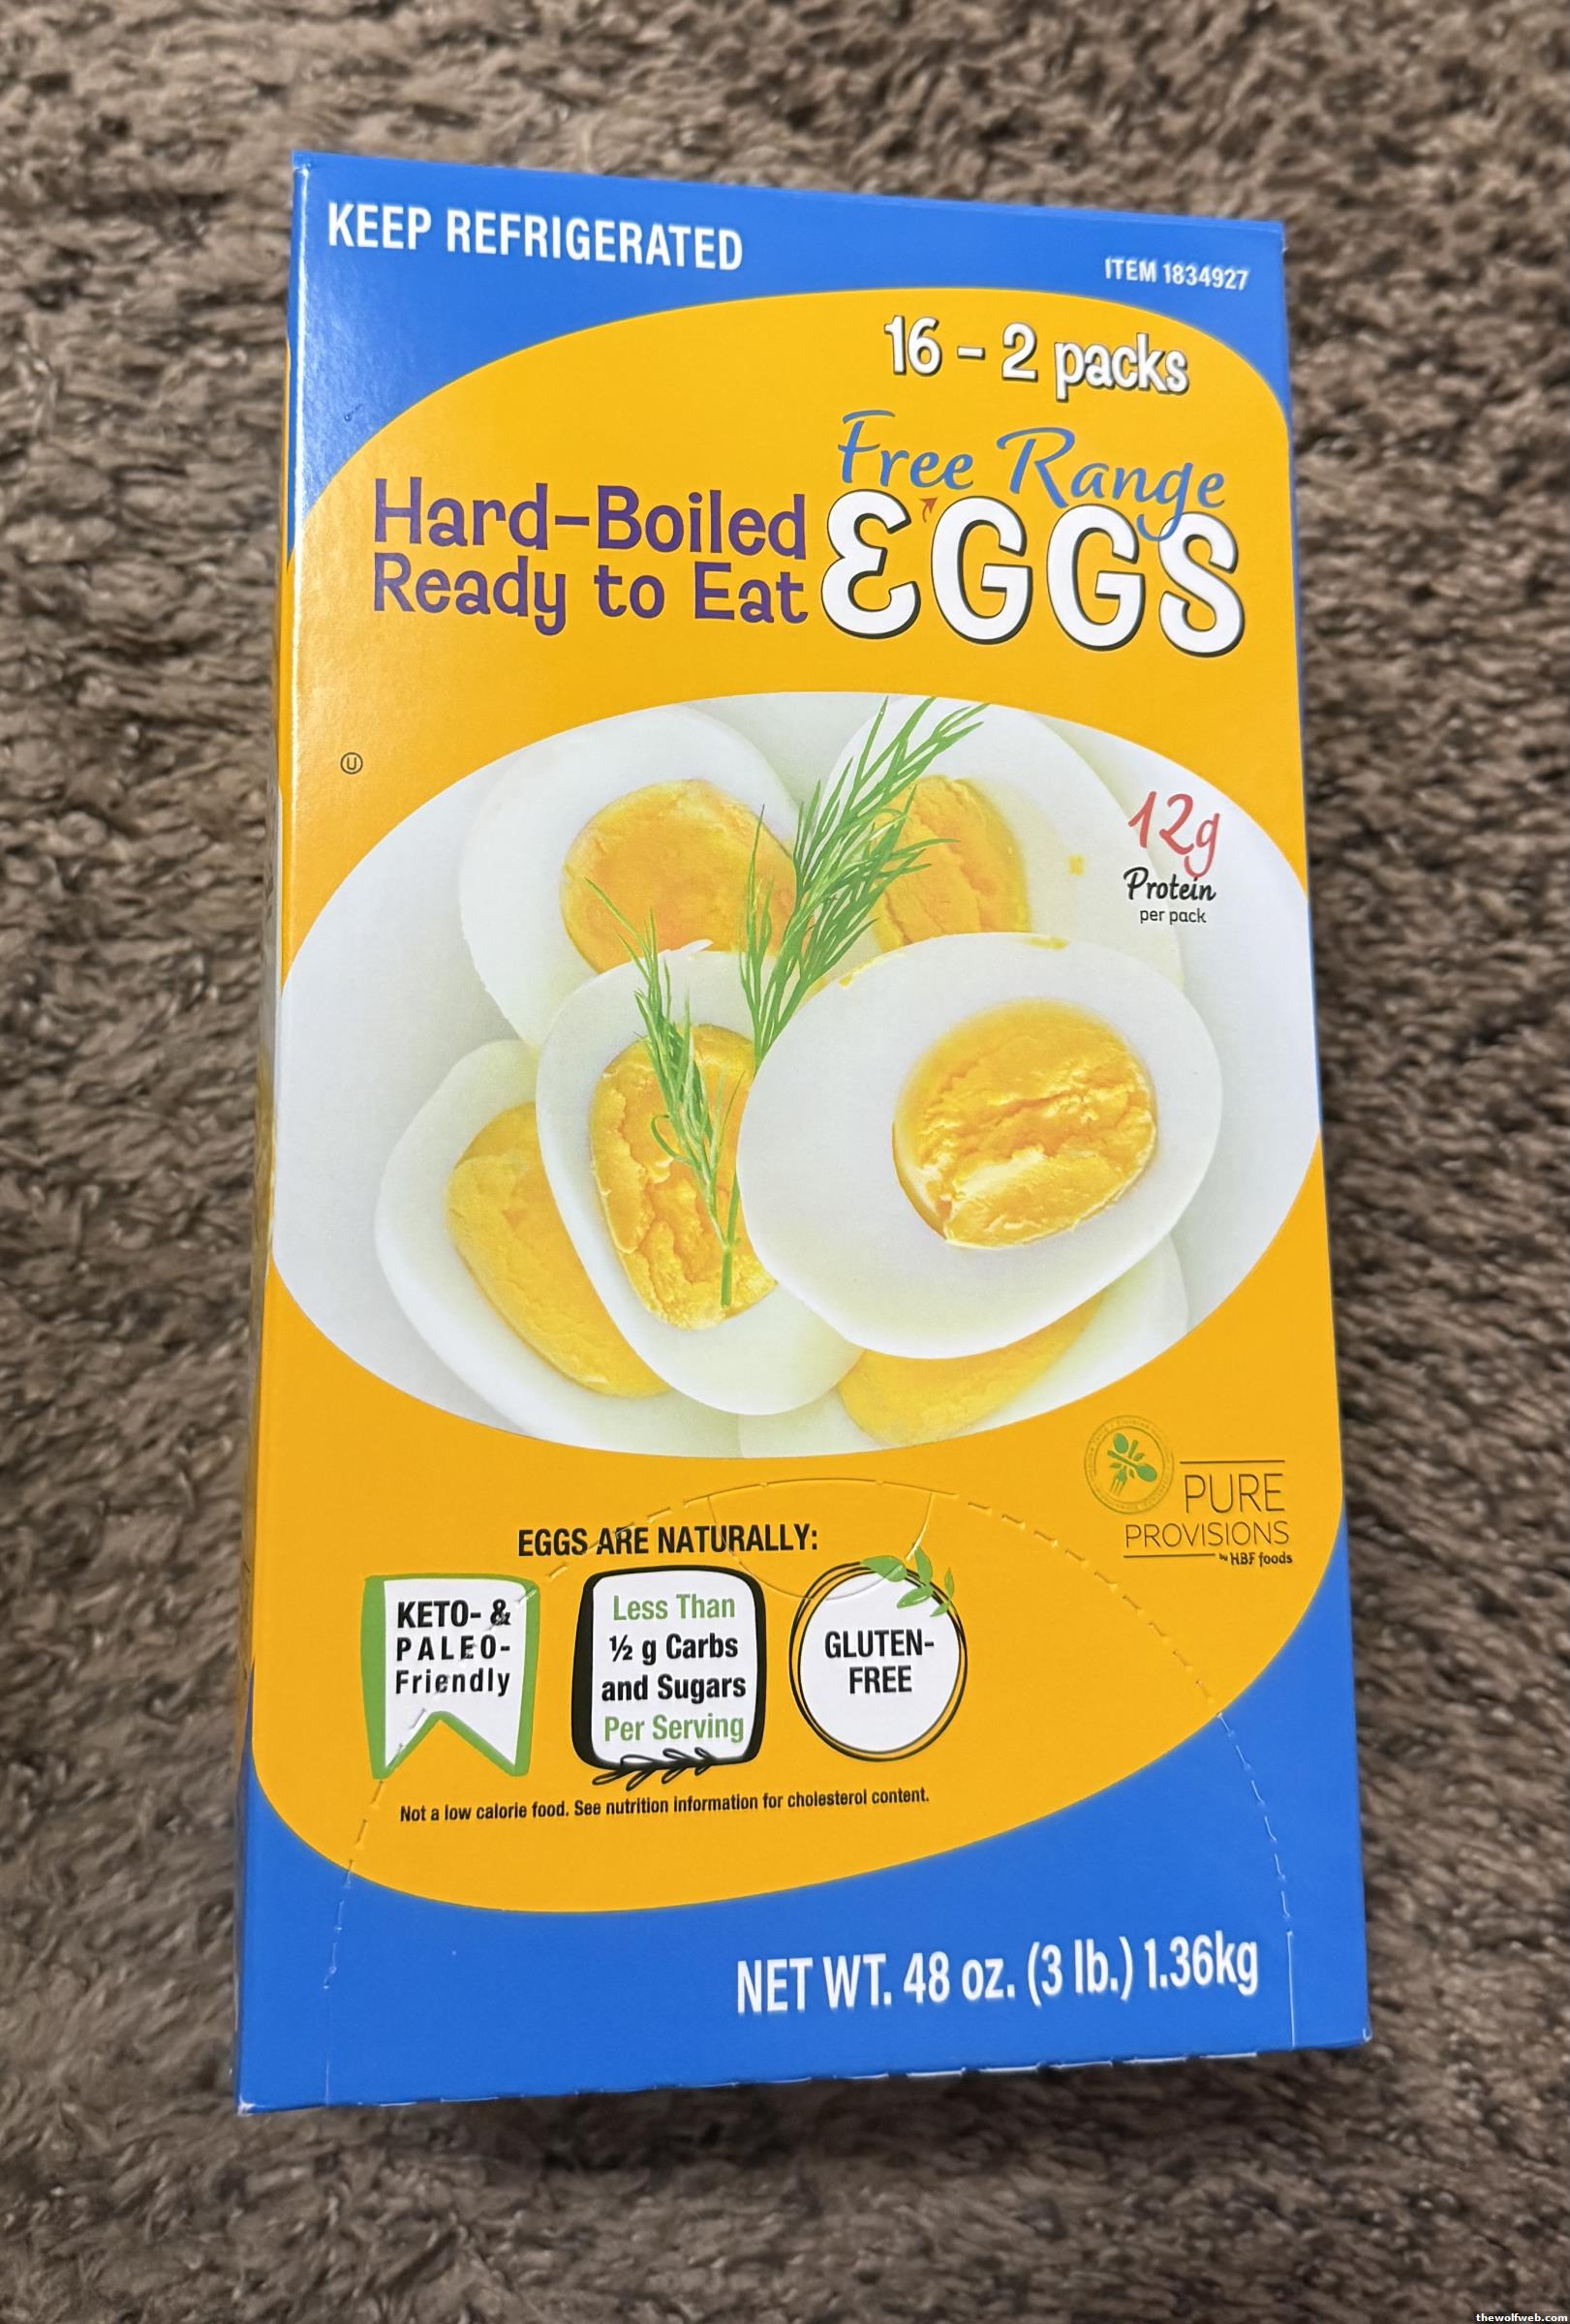 KEEP REFRIGERATED
ITEM 1834927
16 - 2 packs
Free Range
Hard-Boiled
Ready to Eat
EGGS
U
12g
Protein
per pack
PURE
PROVISIONS
by HBF foods
EGGS ARE NATURALLY:
KETO- &
PALEO-
Friendly
Less Than
½ g Carbs
and Sugars
Per Serving
GLUTEN-
FREE
Not a low calorie food. See nutrition information for cholesterol content.
NET WT. 48 oz. (3 lb.) 1.36kg
thewolfweb.com